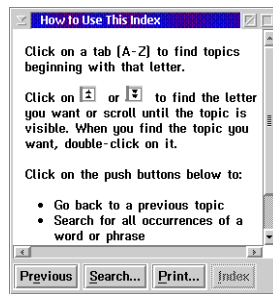 How to Use This Index
Click on a tab (A-Z) to find topics
beginning with that letter.
Click on or to find the letter
you want or scroll until the topic is
visible. When you find the topic you
want, double-click on it.
Click on the push buttons below to:
• Go back to a previous topic
• Search for all occurrences of a
word or phrase
Previous Search... Print... Index